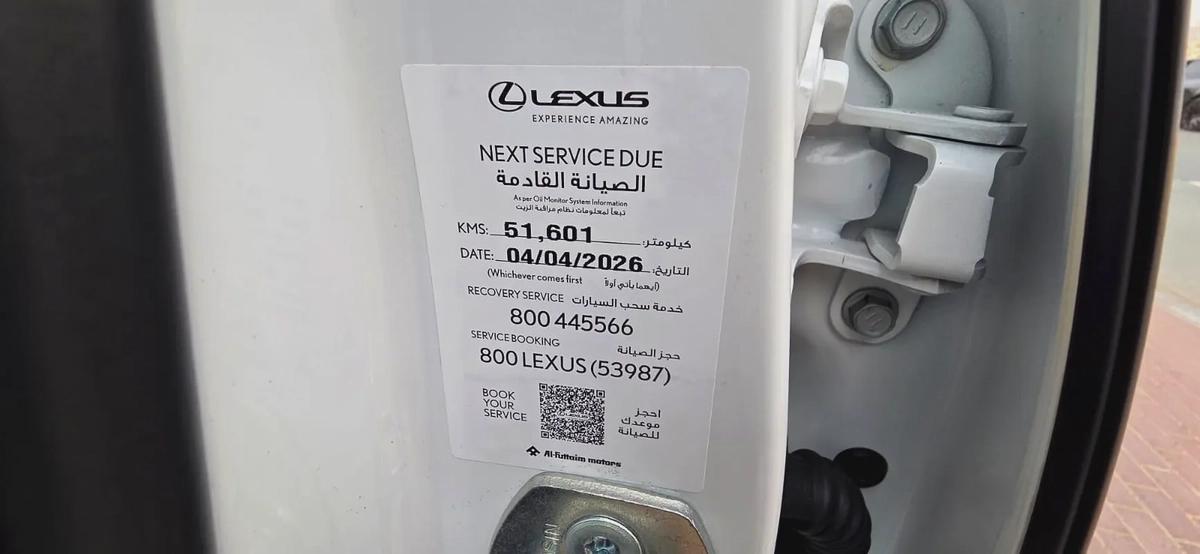 LEXUS
EXPERIENCE AMAZING
NEXT SERVICE DUE
الصيانة القادمة
As per Oil Monitor System Information
تبعاً لمعلومات نظام مراقبة الزيت
KMS: 51,601 كيلومتر:
DATE: 04/04/2026 التاريخ:
(Whichever comes first أيهما يأتي أولاً)
RECOVERY SERVICE خدمة سحب السيارات
800 445566
SERVICE BOOKING حجز الصيانة
800 LEXUS (53987)
BOOK
YOUR
SERVICE
احجز
موعدك
للصيانة
Al-Futtaim motors